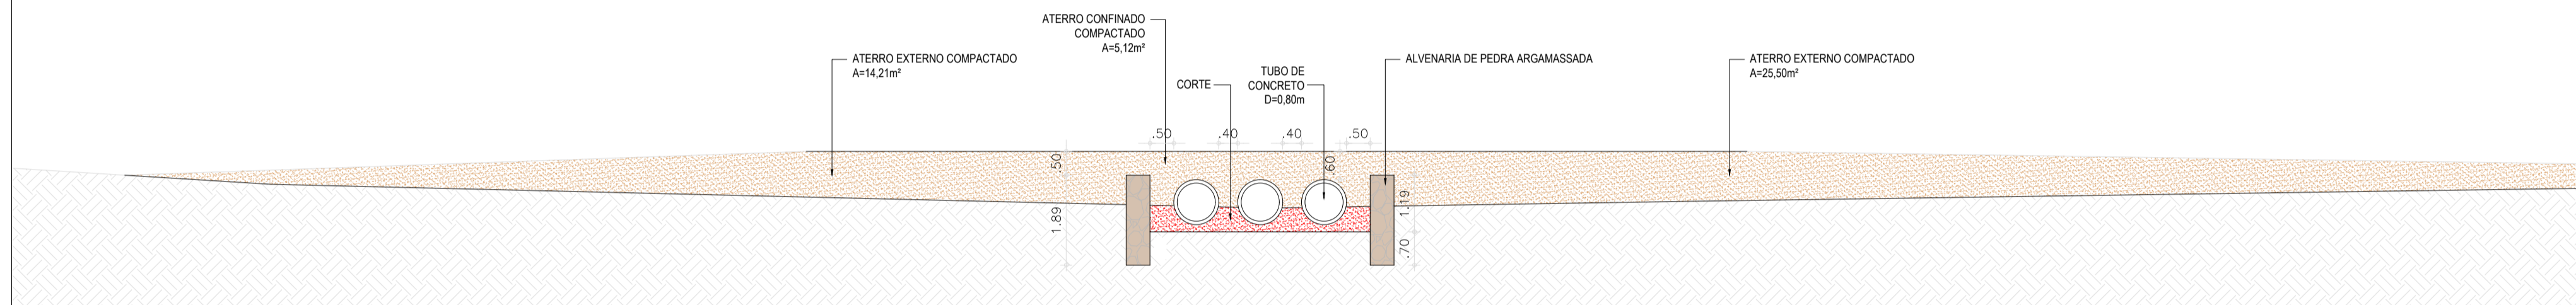 ATERRO CONFINADO
COMPACTADO
A=5,12m²
ATERRO EXTERNO COMPACTADO
A=14,21m²
CORTE
TUBO DE
CONCRETO
D=0,80m
ALVENARIA DE PEDRA ARGAMASSADA
ATERRO EXTERNO COMPACTADO
A=25,50m²
.50
.40
.40
.50
.50
.60
1.89
1.19
.70